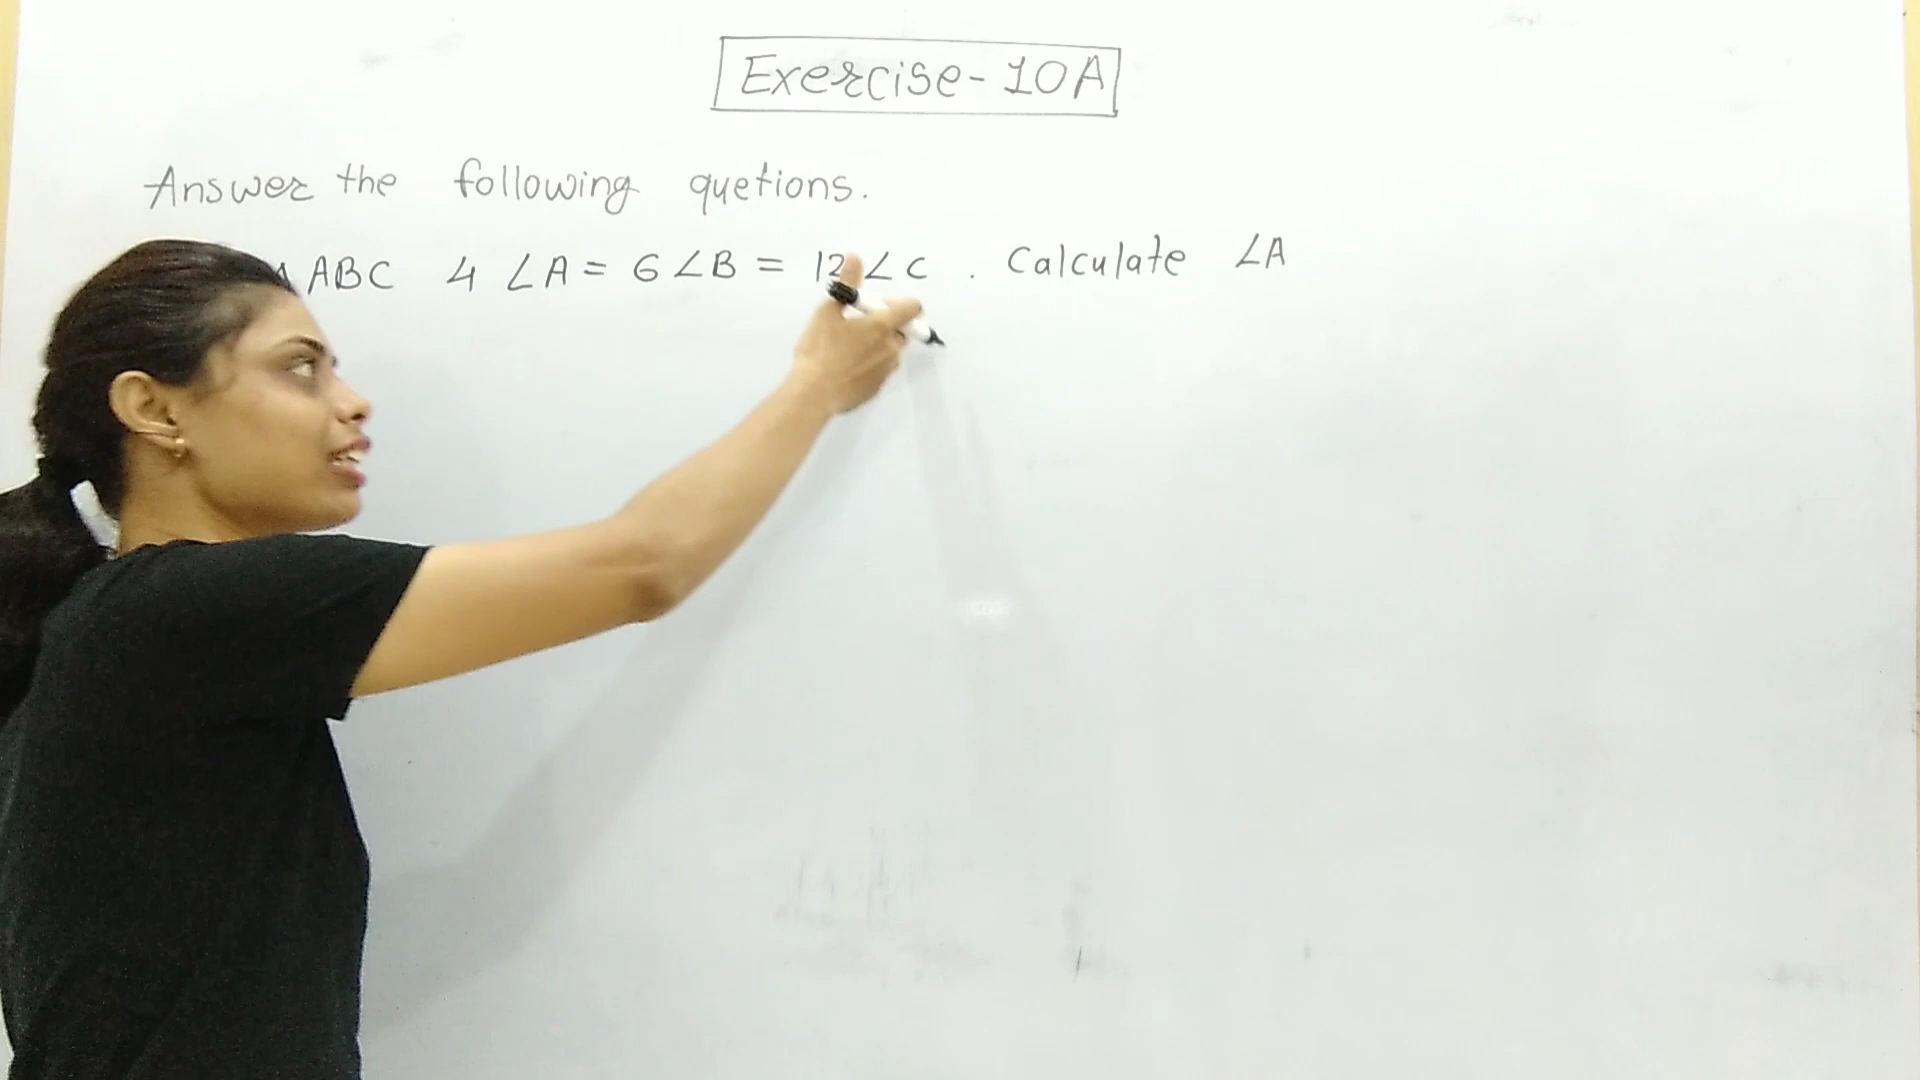 Exercise-10A
Answer the following quetions.
ABC 4 ∠A = 6 ∠B = 12 ∠C . Calculate ∠A